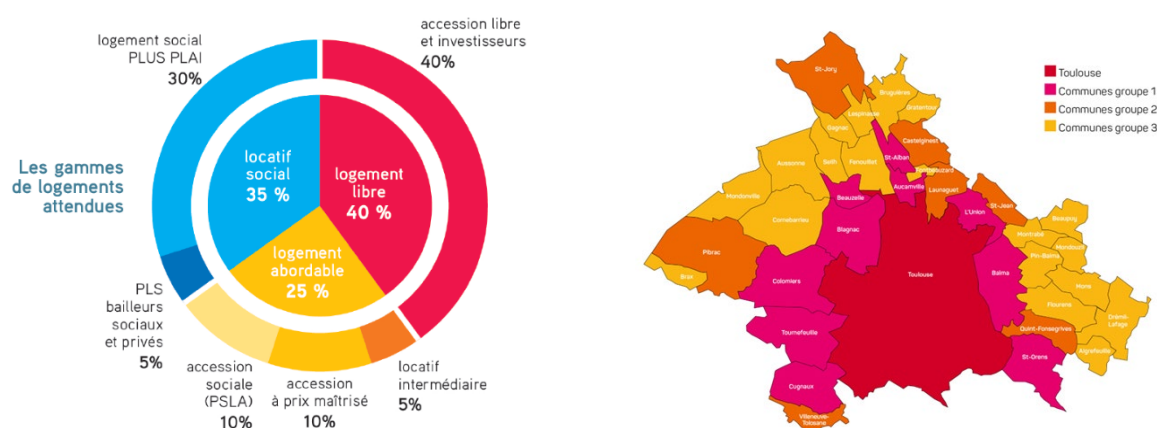 Les gammes
de logements
attendues
logement social
PLUS PLAI
30%
accession libre
et investisseurs
40%
locatif
social
35 %
logement
libre
40 %
logement
abordable
25 %
PLS
bailleurs
sociaux
et privés
5%
accession
sociale
(PSLA)
10%
accession
à prix maîtrisé
10%
locatif
intermédiaire
5%
Toulouse
Communes groupe 1
Communes groupe 2
Communes groupe 3
St-Jory
Bruguières
Gratentour
Lespinasse
Gagnac
Castelginest
St-Alban
Aussonne
Seilh
Fenouillet
Fonbeauzard
Launaguet
Aucamville
Mondonville
Beauzelle
L'Union
St-Jean
Beaupuy
Cornebarrieu
Blagnac
Montrabé
Mondouzil
Pibrac
Pin-Balma
Brax
Toulouse
Balma
Mons
Colomiers
Flourens
Drémil-
Lafage
Tournefeuille
Quint-Fonsegrives
Aigrefeuille
St-Orens
Cugnaux
Villeneuve-
Tolosane